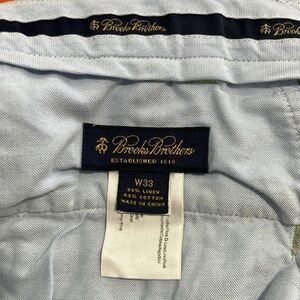 Brooks Brothers
Brooks Brothers
Brooks Brothers
ESTABLISHED 1818
W33
55% LINEN
45% COTTON
MADE IN CHINA